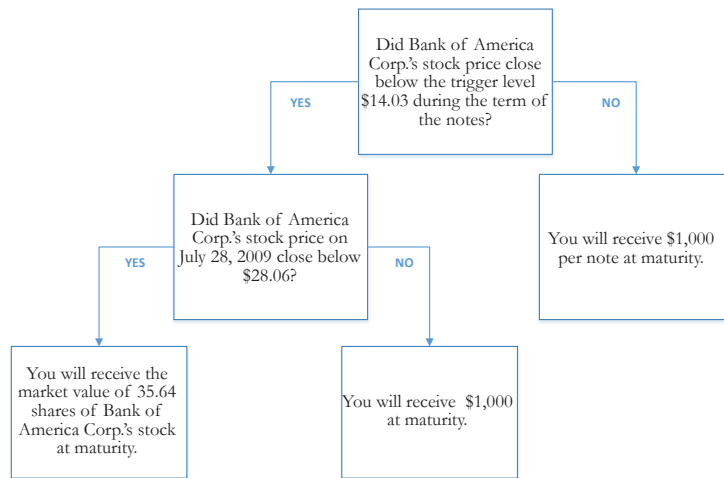 Did Bank of America
Corp.'s stock price close
below the trigger level
$14.03 during the term of
the notes?
YES
NO
Did Bank of America
Corp.'s stock price on
July 28, 2009 close below
$28.06?
You will receive $1,000
per note at maturity.
YES
NO
You will receive the
market value of 35.64
shares of Bank of
America Corp.'s stock
at maturity.
You will receive $1,000
at maturity.